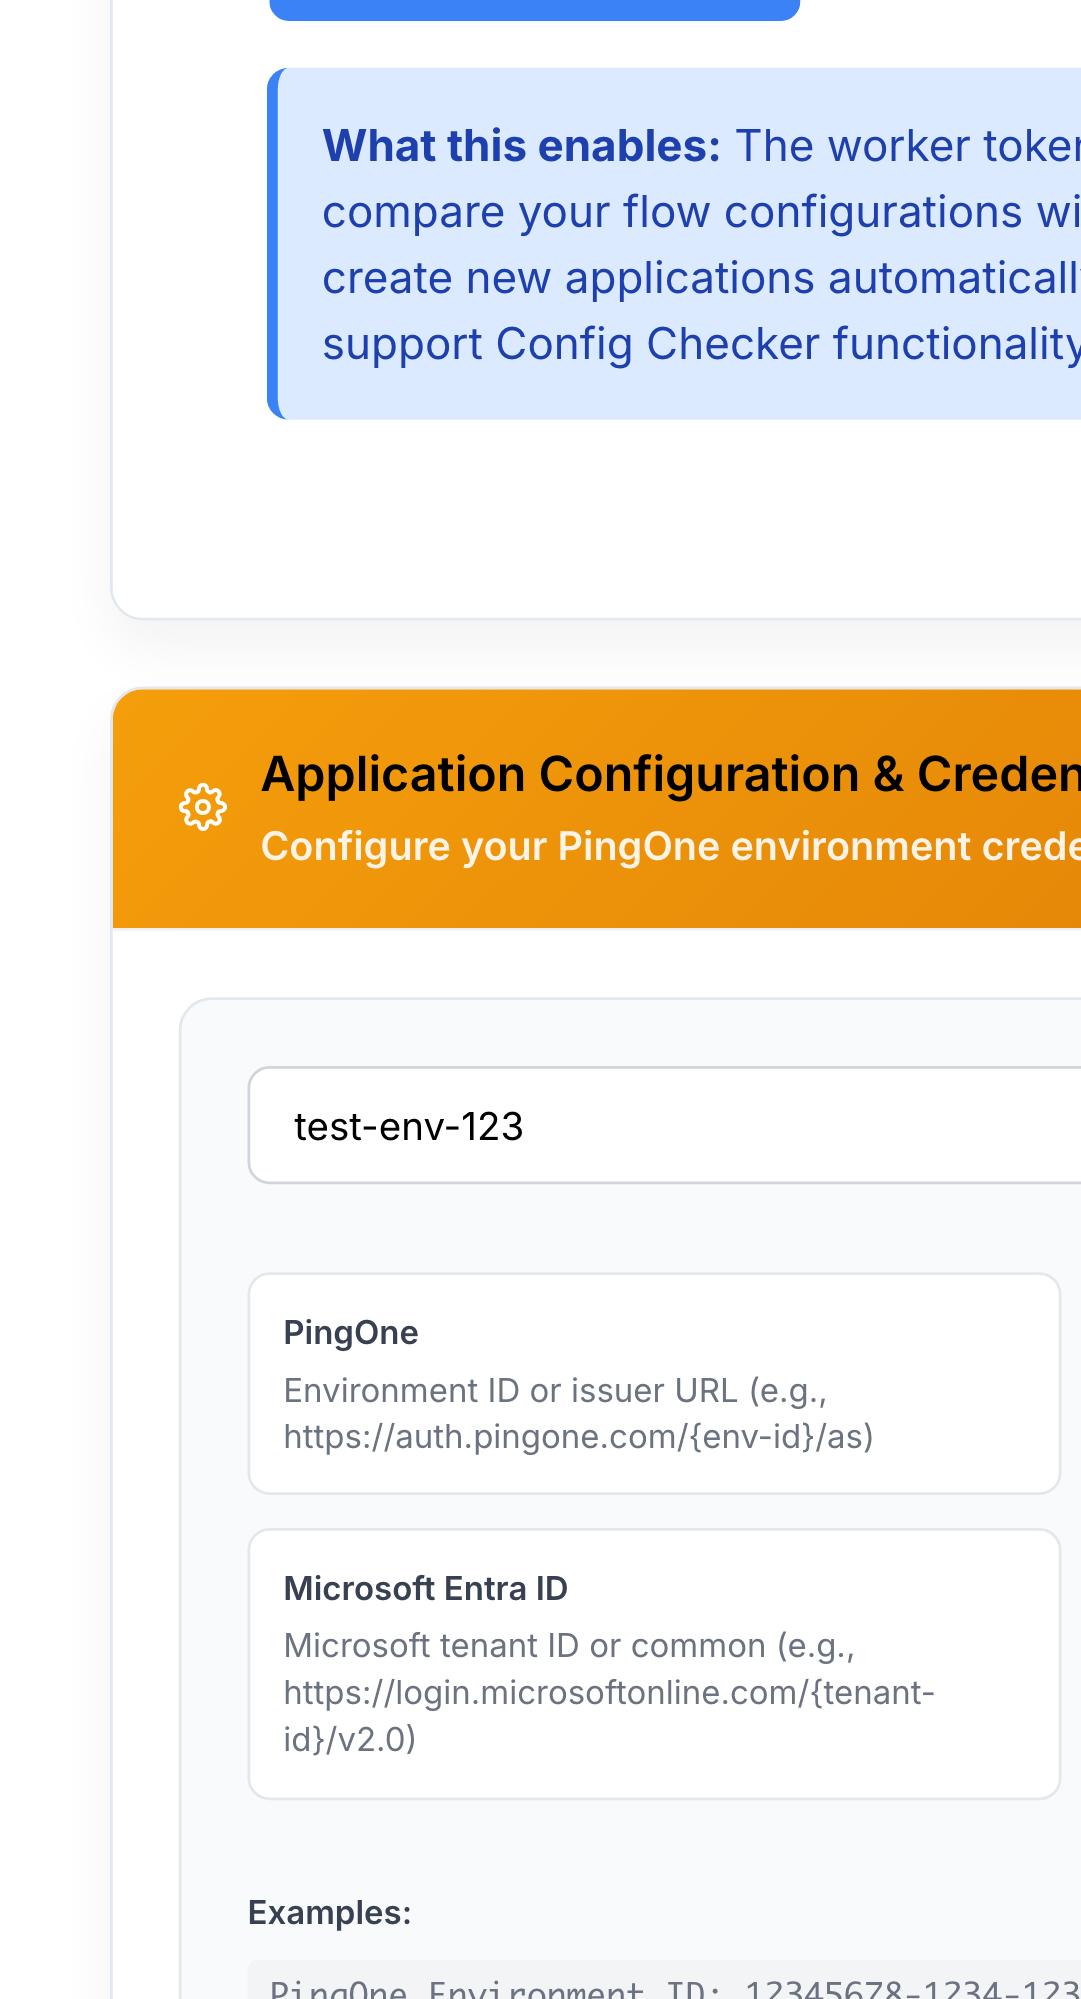 What this enables: The worker token
compare your flow configurations wi
create new applications automatically
support Config Checker functionality
Application Configuration & Creden
Configure your PingOne environment crede
test-env-123
PingOne
Environment ID or issuer URL (e.g.,
https://auth.pingone.com/{env-id}/as)
Microsoft Entra ID
Microsoft tenant ID or common (e.g.,
https://login.microsoftonline.com/{tenant-
id}/v2.0)
Examples:
PingOne Environment ID: 12345678-1234-123